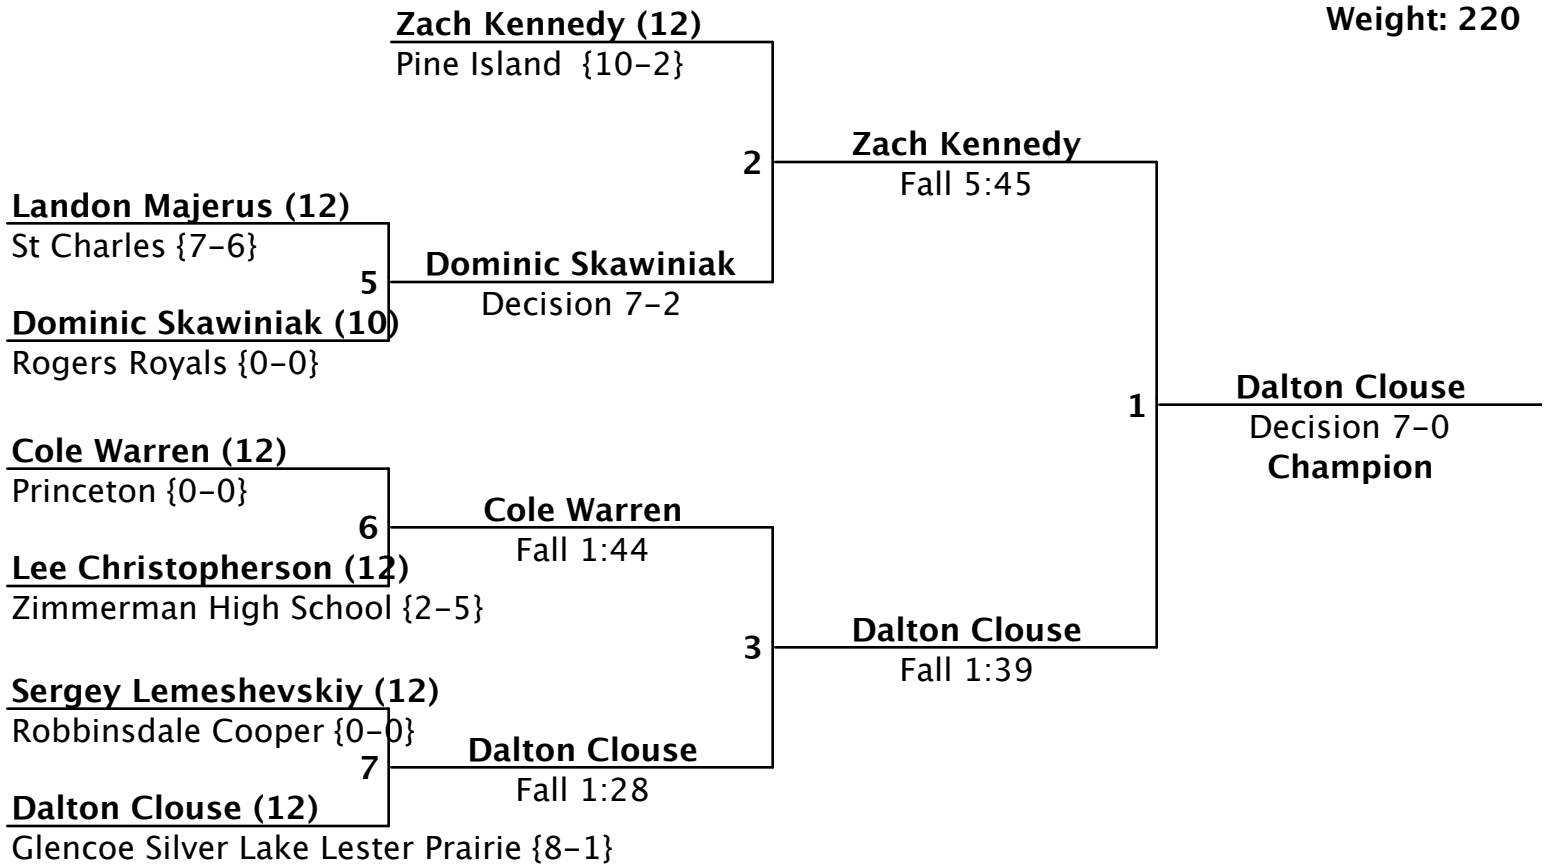 Weight: 220
Zach Kennedy (12)
Pine Island {10-2}
2
Zach Kennedy
Fall 5:45
Landon Majerus (12)
St Charles {7-6}
5
Dominic Skawiniak
Decision 7-2
Dominic Skawiniak (10)
Rogers Royals {0-0}
1
Dalton Clouse
Decision 7-0
Champion
Cole Warren (12)
Princeton {0-0}
6
Cole Warren
Fall 1:44
Lee Christopherson (12)
Zimmerman High School {2-5}
3
Dalton Clouse
Fall 1:39
Sergey Lemeshevskiy (12)
Robbinsdale Cooper {0-0}
7
Dalton Clouse
Fall 1:28
Dalton Clouse (12)
Glencoe Silver Lake Lester Prairie {8-1}